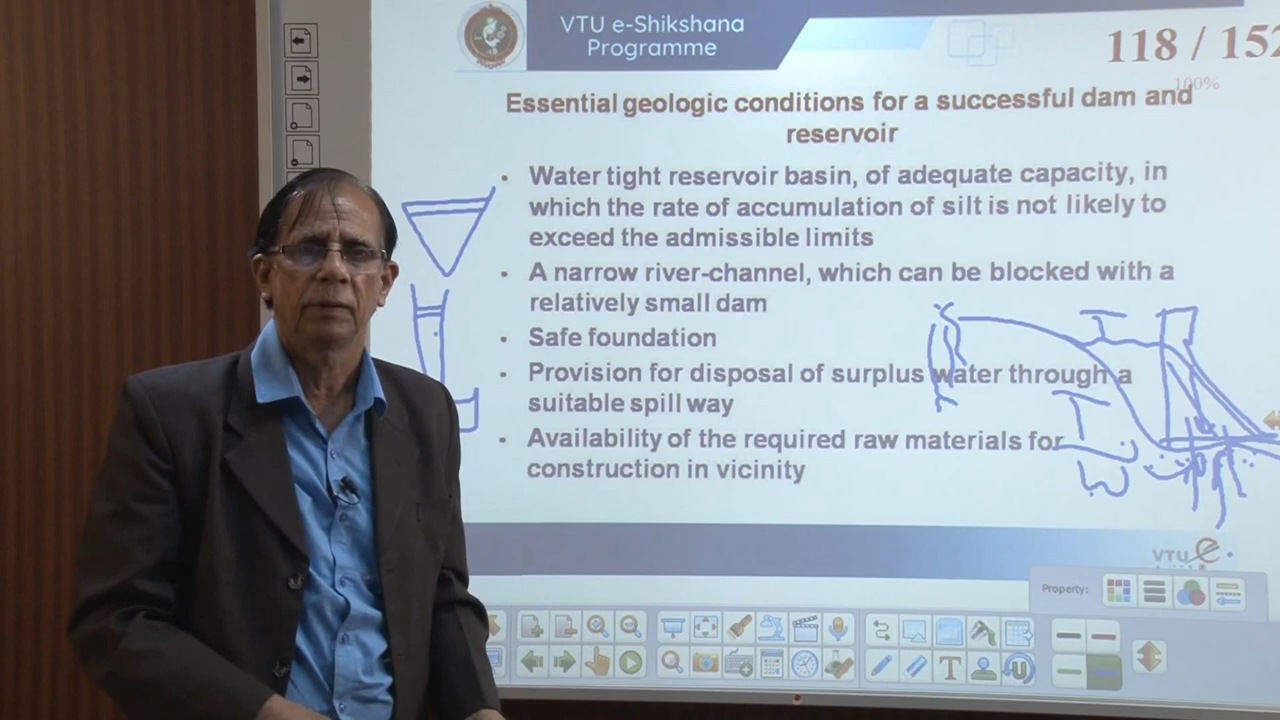 VTU e-Shikshana
Programme
118 / 152
100%
Essential geologic conditions for a successful dam and
reservoir
• Water tight reservoir basin, of adequate capacity, in
which the rate of accumulation of silt is not likely to
exceed the admissible limits
• A narrow river-channel, which can be blocked with a
relatively small dam
• Safe foundation
• Provision for disposal of surplus water through a
suitable spill way
• Availability of the required raw materials for
construction in vicinity
VTU e
Property:
T